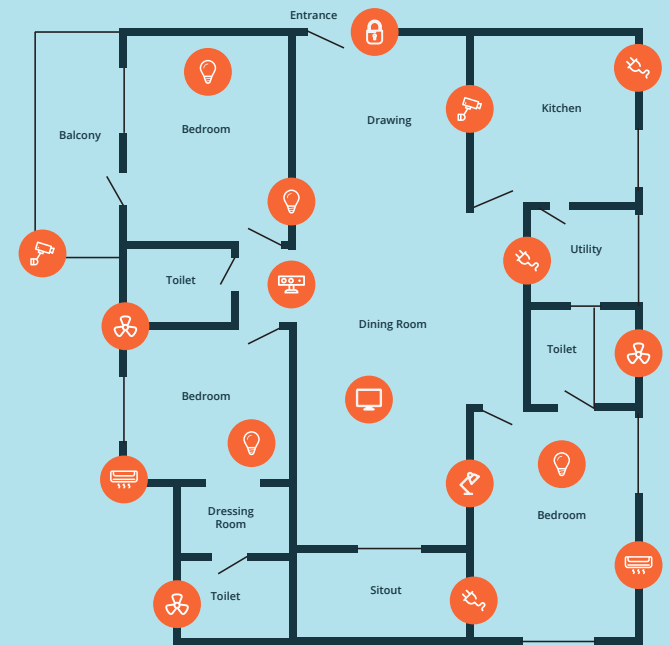 Entrance
Kitchen
Drawing
Bedroom
Balcony
Utility
Toilet
Dining Room
Toilet
Bedroom
Dressing
Room
Bedroom
Sitout
Toilet